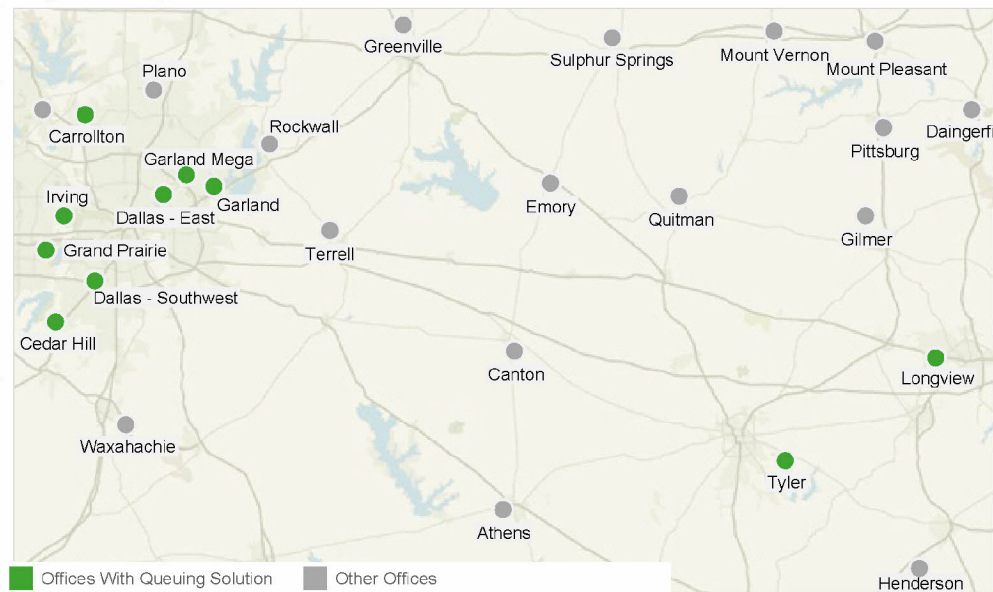 Greenville
Sulphur Springs
Mount Vernon
Mount Pleasant
Plano
Carrollton
Rockwall
Daingerfi
Pittsburg
Garland Mega
Irving
Garland
Dallas - East
Emory
Quitman
Gilmer
Grand Prairie
Terrell
Dallas - Southwest
Cedar Hill
Canton
Longview
Waxahachie
Tyler
Athens
Offices With Queuing Solution
Other Offices
Henderson